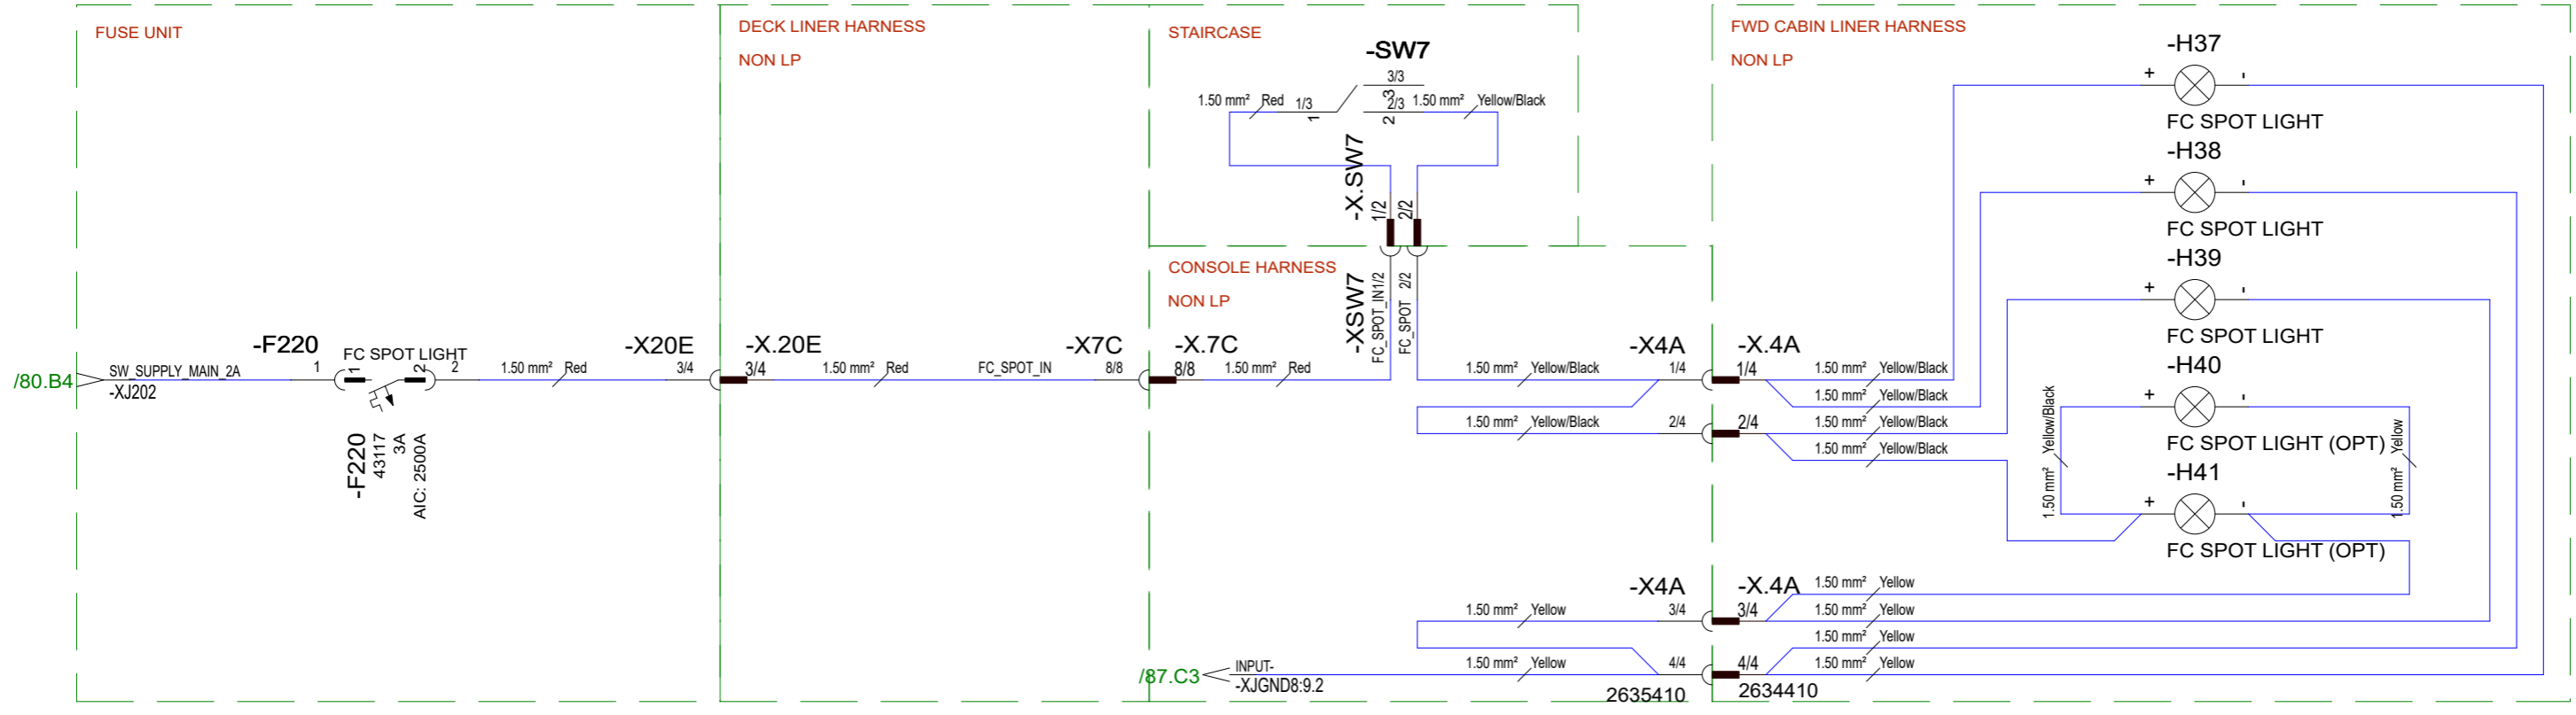 FUSE UNIT
DECK LINER HARNESS
NON LP
STAIRCASE
FWD CABIN LINER HARNESS
NON LP
-SW7
3/3
3
1.50 mm² Red
1/3
1
2/3
2
1.50 mm² Yellow/Black
-X.SW7
1/2
2/2
-H37
+ -
FC SPOT LIGHT
-H38
+ -
FC SPOT LIGHT
-H39
+ -
FC SPOT LIGHT
-H40
+ -
FC SPOT LIGHT (OPT)
-H41
+ -
FC SPOT LIGHT (OPT)
1.50 mm² Yellow/Black
1.50 mm² Yellow
CONSOLE HARNESS
NON LP
-XSW7
FC_SPOT_IN 1/2
FC_SPOT 2/2
/80.B4
SW_SUPPLY_MAIN_2A
-XJ202
-F220
1
FC SPOT LIGHT
1
2
2
-F220
43117
3A
AIC: 2500A
1.50 mm² Red
-X20E
3/4
-X.20E
3/4
1.50 mm² Red
FC_SPOT_IN
-X7C
8/8
-X.7C
8/8
1.50 mm² Red
1.50 mm² Yellow/Black
-X4A
1/4
-X.4A
1/4
1.50 mm² Yellow/Black
1.50 mm² Yellow/Black
1.50 mm² Yellow/Black
2/4
2/4
1.50 mm² Yellow/Black
1.50 mm² Yellow/Black
-X4A
-X.4A
1.50 mm² Yellow
1.50 mm² Yellow
3/4
3/4
1.50 mm² Yellow
1.50 mm² Yellow
/87.C3
INPUT-
-XJGND8:9.2
1.50 mm² Yellow
4/4
4/4
1.50 mm² Yellow
2635410
2634410